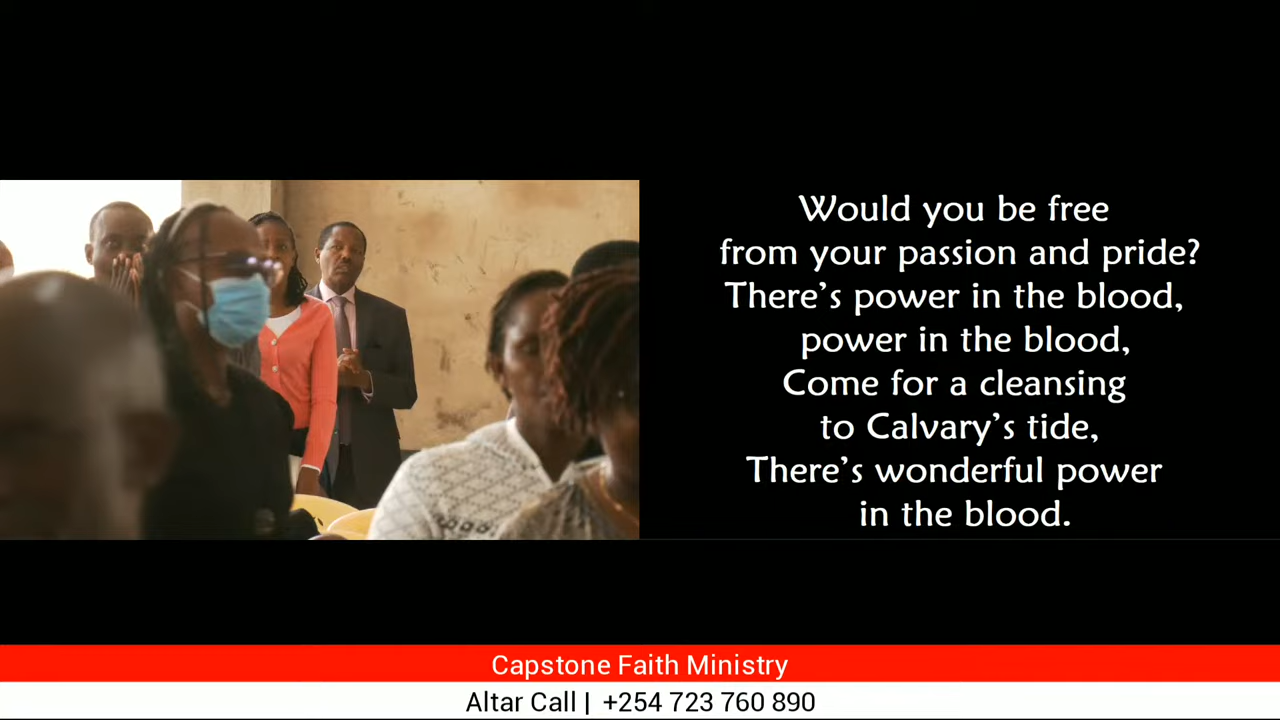 Would you be free
from your passion and pride?
There's power in the blood,
power in the blood,
Come for a cleansing
to Calvary's tide,
There's wonderful power
in the blood.
Capstone Faith Ministry
Altar Call | +254 723 760 890